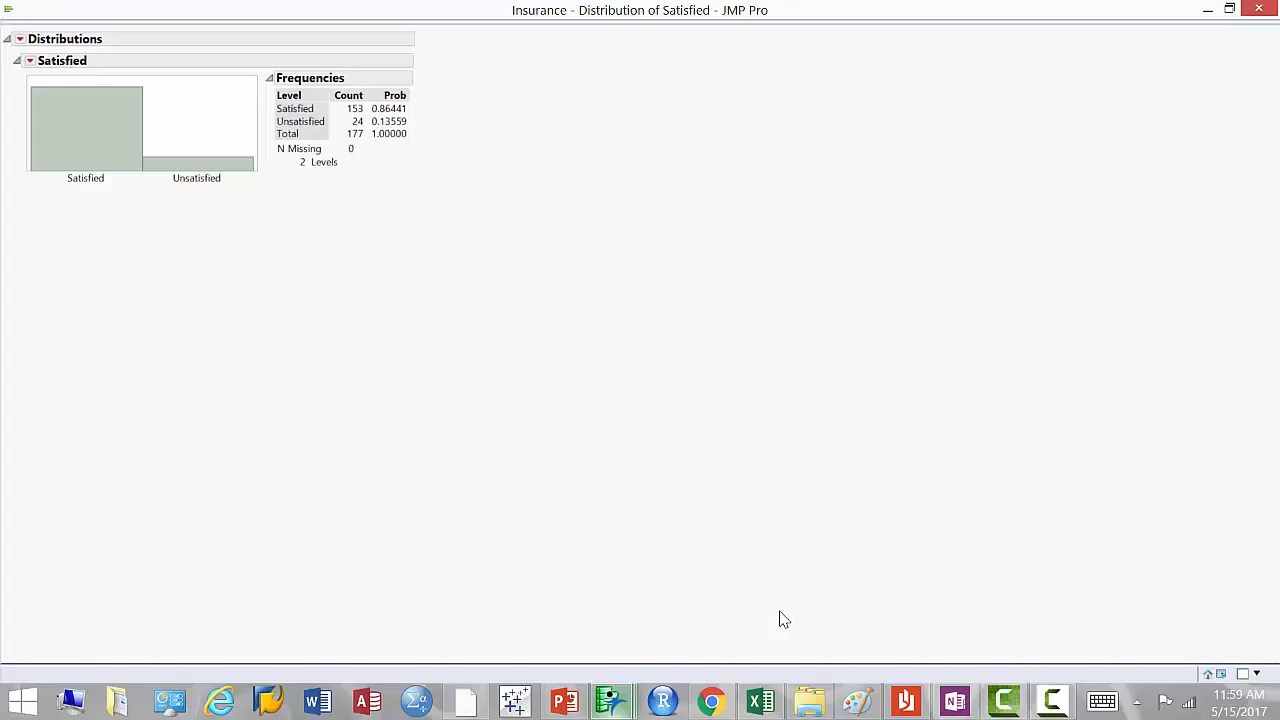 Insurance - Distribution of Satisfied - JMP Pro
Distributions
Satisfied
Frequencies
Level Count Prob
Satisfied 153 0.86441
Unsatisfied 24 0.13559
Total 177 1.00000
N Missing 0
2 Levels
Satisfied Unsatisfied
11:59 AM
5/15/2017